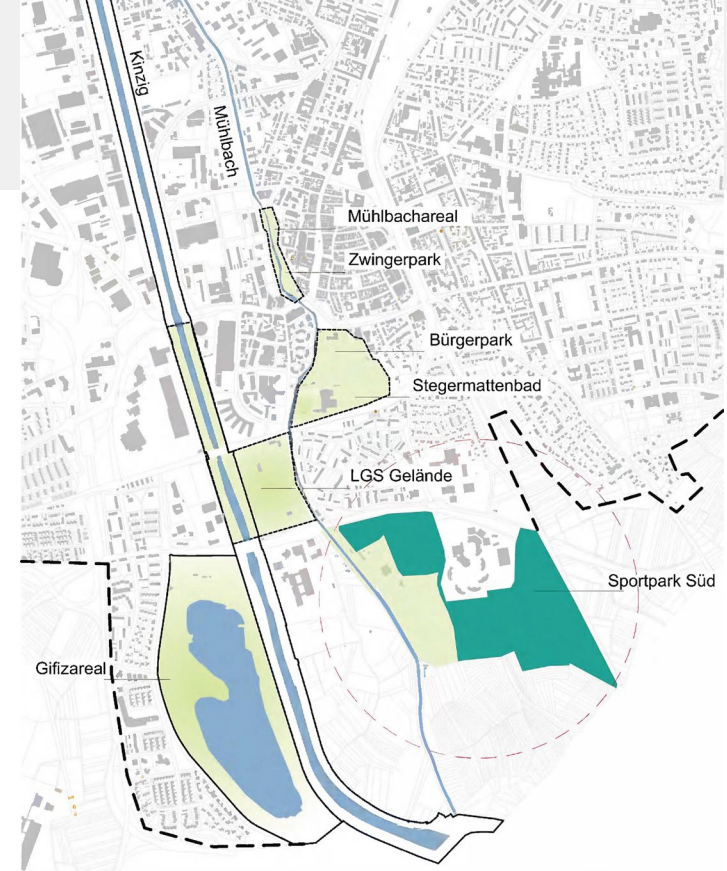 Kinzig
Mühlbach
Mühlbachareal
Zwingerpark
Bürgerpark
Stegermattenbad
LGS Gelände
Sportpark Süd
Gifizareal